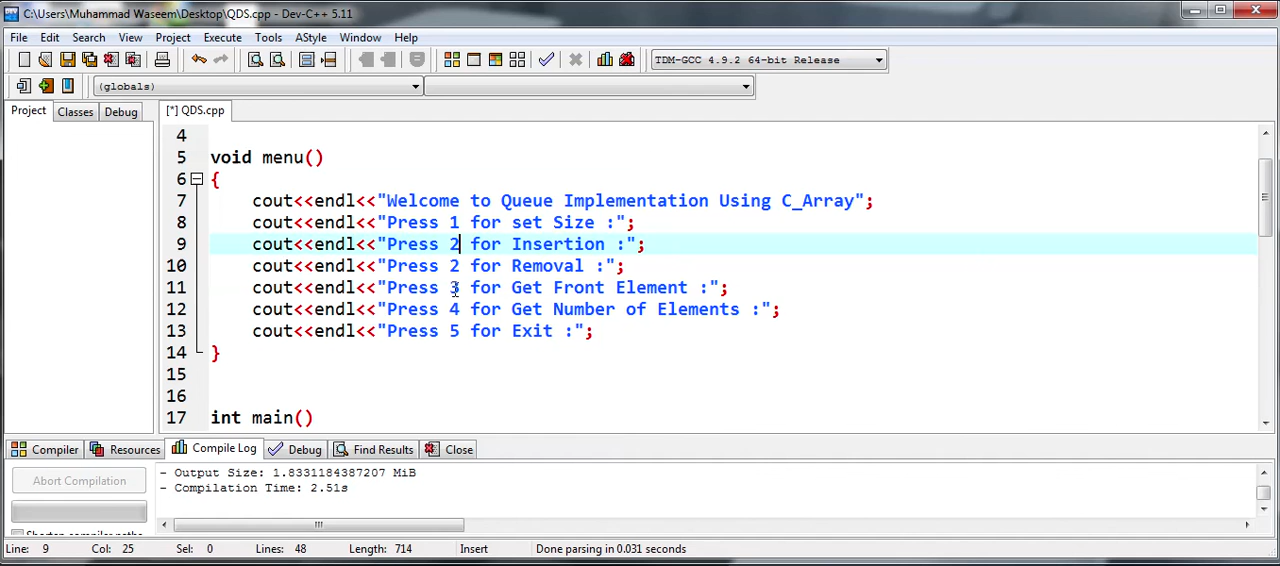 C:\Users\Muhammad Waseem\Desktop\QDS.cpp - Dev-C++ 5.11
File Edit Search View Project Execute Tools AStyle Window Help
TDM-GCC 4.9.2 64-bit Release
(globals)
Project Classes Debug [*] QDS.cpp
4
5 void menu()
6 {
7 cout<<endl<<"Welcome to Queue Implementation Using C_Array";
8 cout<<endl<<"Press 1 for set Size :";
9 cout<<endl<<"Press 2 for Insertion :";
10 cout<<endl<<"Press 2 for Removal :";
11 cout<<endl<<"Press 3 for Get Front Element :";
12 cout<<endl<<"Press 4 for Get Number of Elements :";
13 cout<<endl<<"Press 5 for Exit :";
14 }
15
16
17 int main()
Compiler Resources Compile Log Debug Find Results Close
Abort Compilation
- Output Size: 1.8331184387207 MiB
- Compilation Time: 2.51s
Shorten compiler paths
Line: 9 Col: 25 Sel: 0 Lines: 48 Length: 714 Insert Done parsing in 0.031 seconds